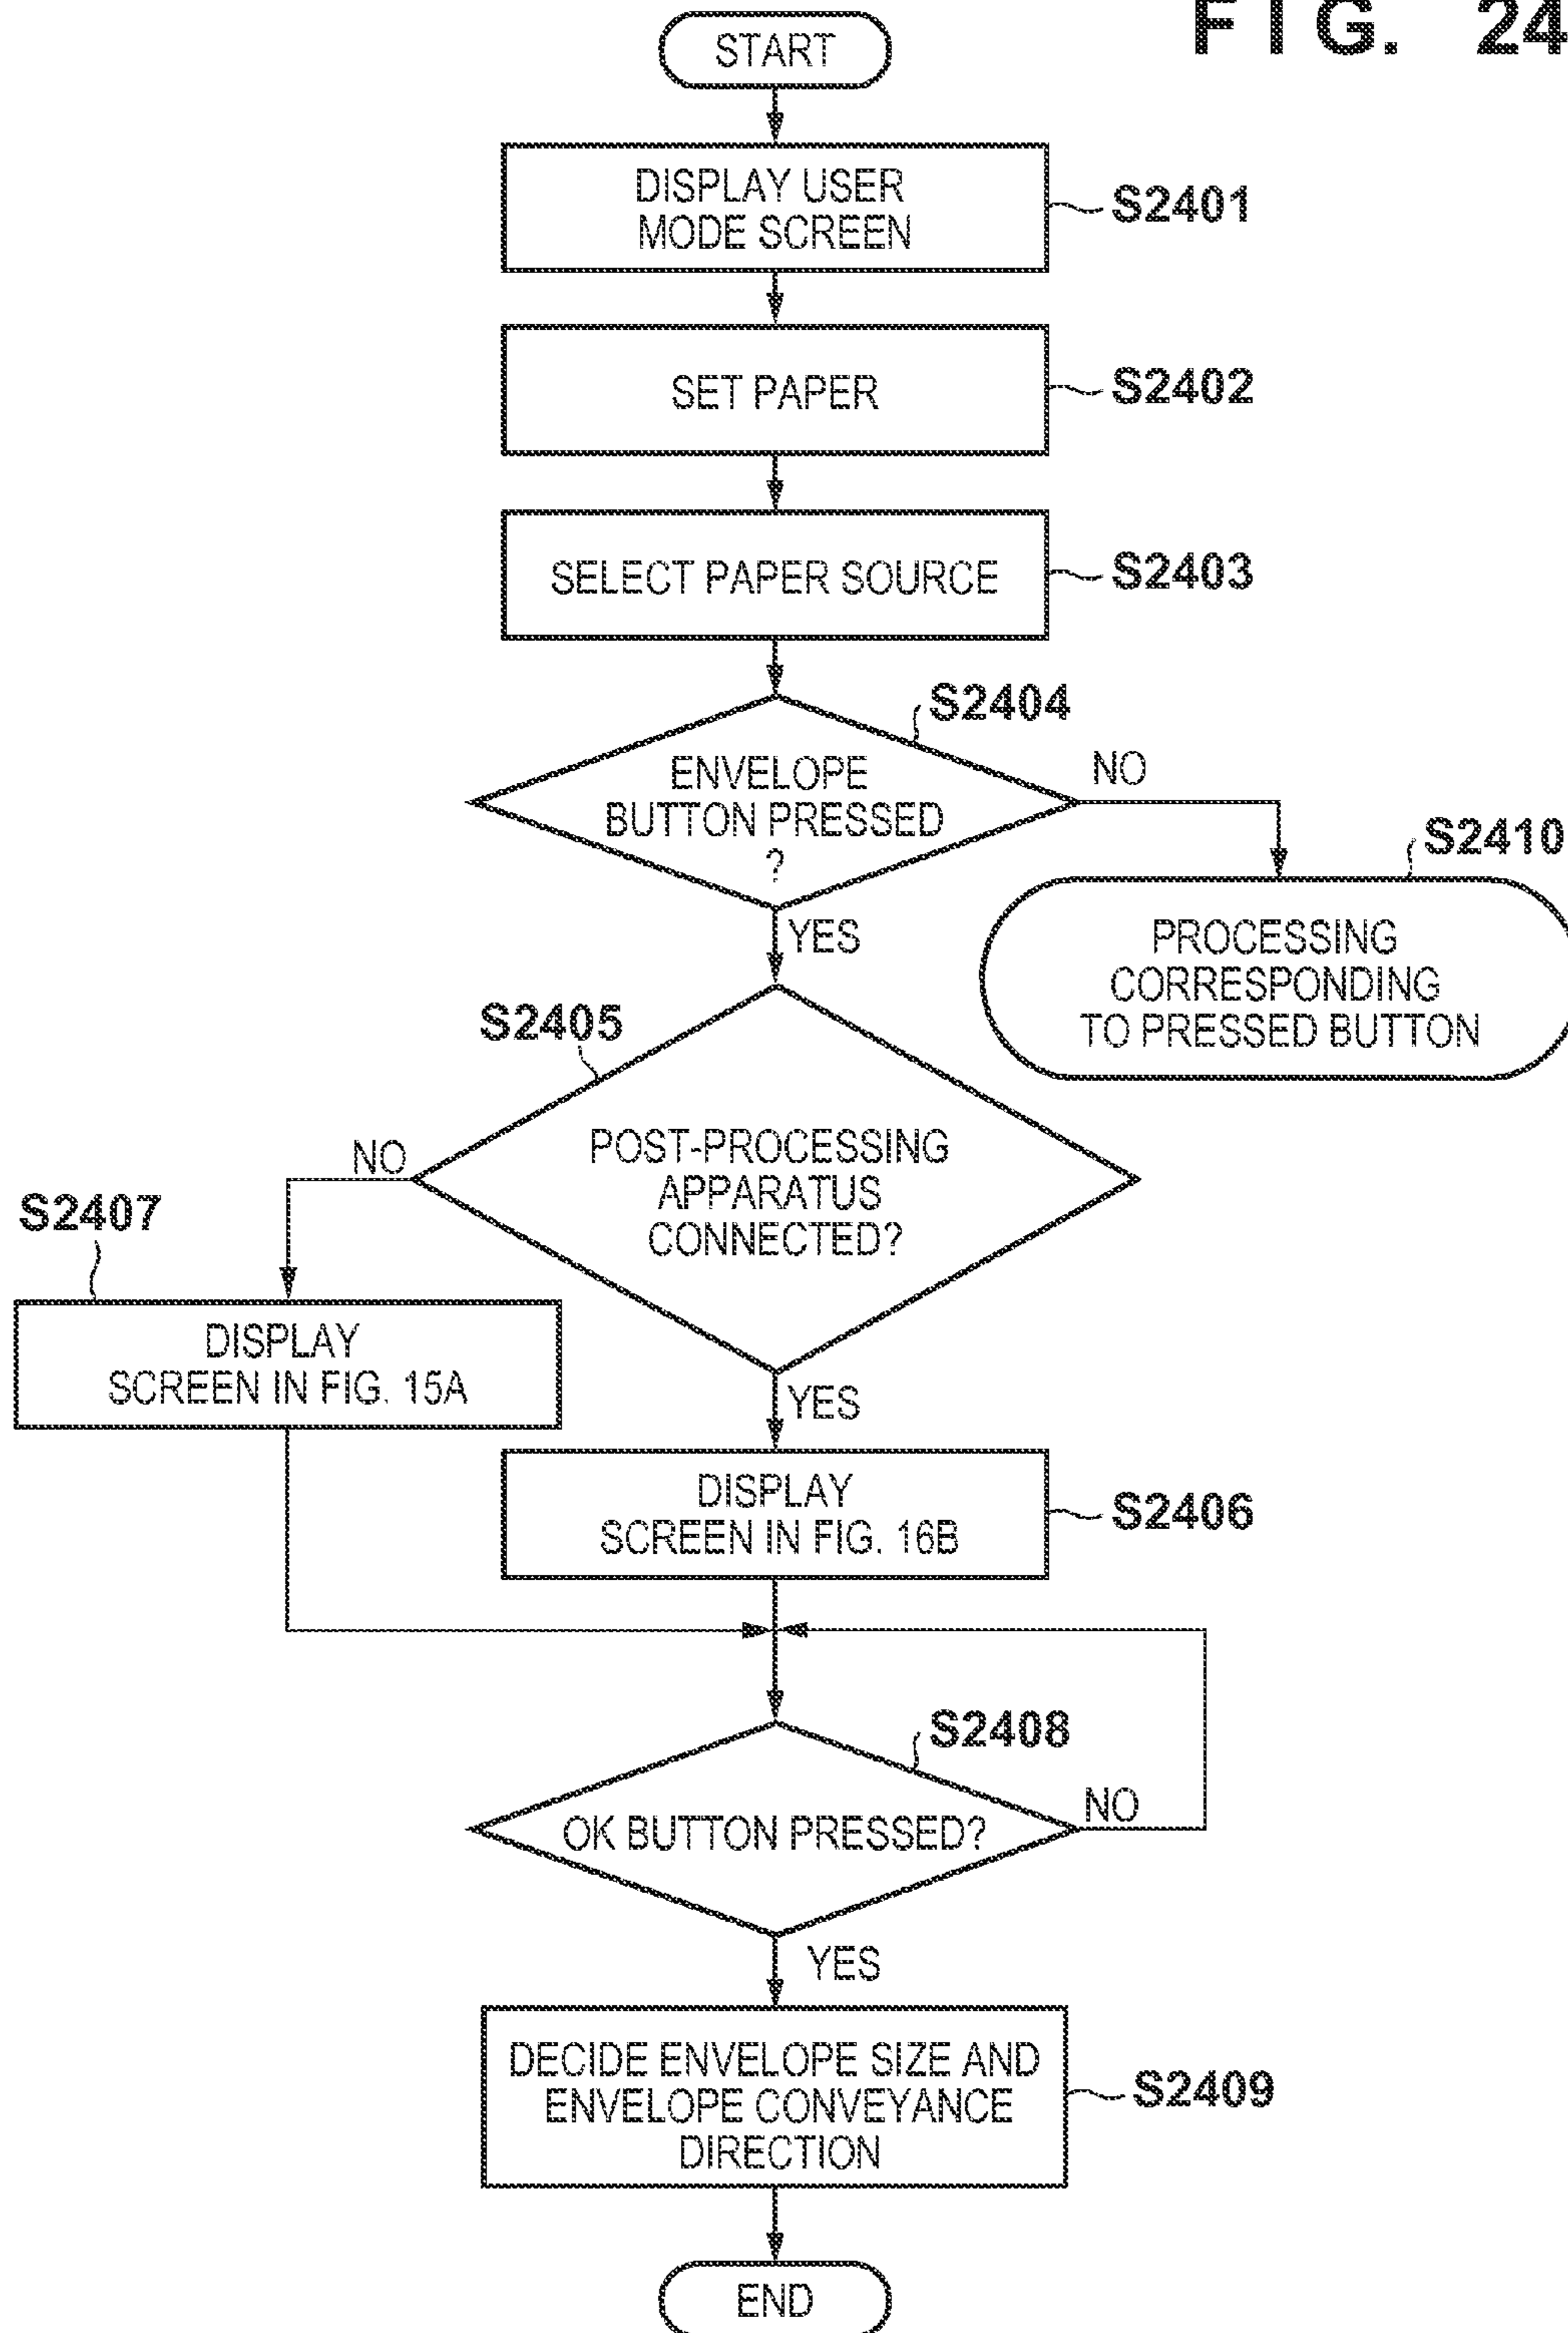 FIG. 24
START
DISPLAY USER
MODE SCREEN
S2401
SET PAPER
S2402
SELECT PAPER SOURCE
S2403
S2404
ENVELOPE
BUTTON PRESSED
?
NO
YES
S2410
PROCESSING
CORRESPONDING
TO PRESSED BUTTON
S2405
POST-PROCESSING
APPARATUS
CONNECTED?
NO
YES
S2407
DISPLAY
SCREEN IN FIG. 15A
DISPLAY
SCREEN IN FIG. 16B
S2406
S2408
OK BUTTON PRESSED?
NO
YES
DECIDE ENVELOPE SIZE AND
ENVELOPE CONVEYANCE
DIRECTION
S2409
END